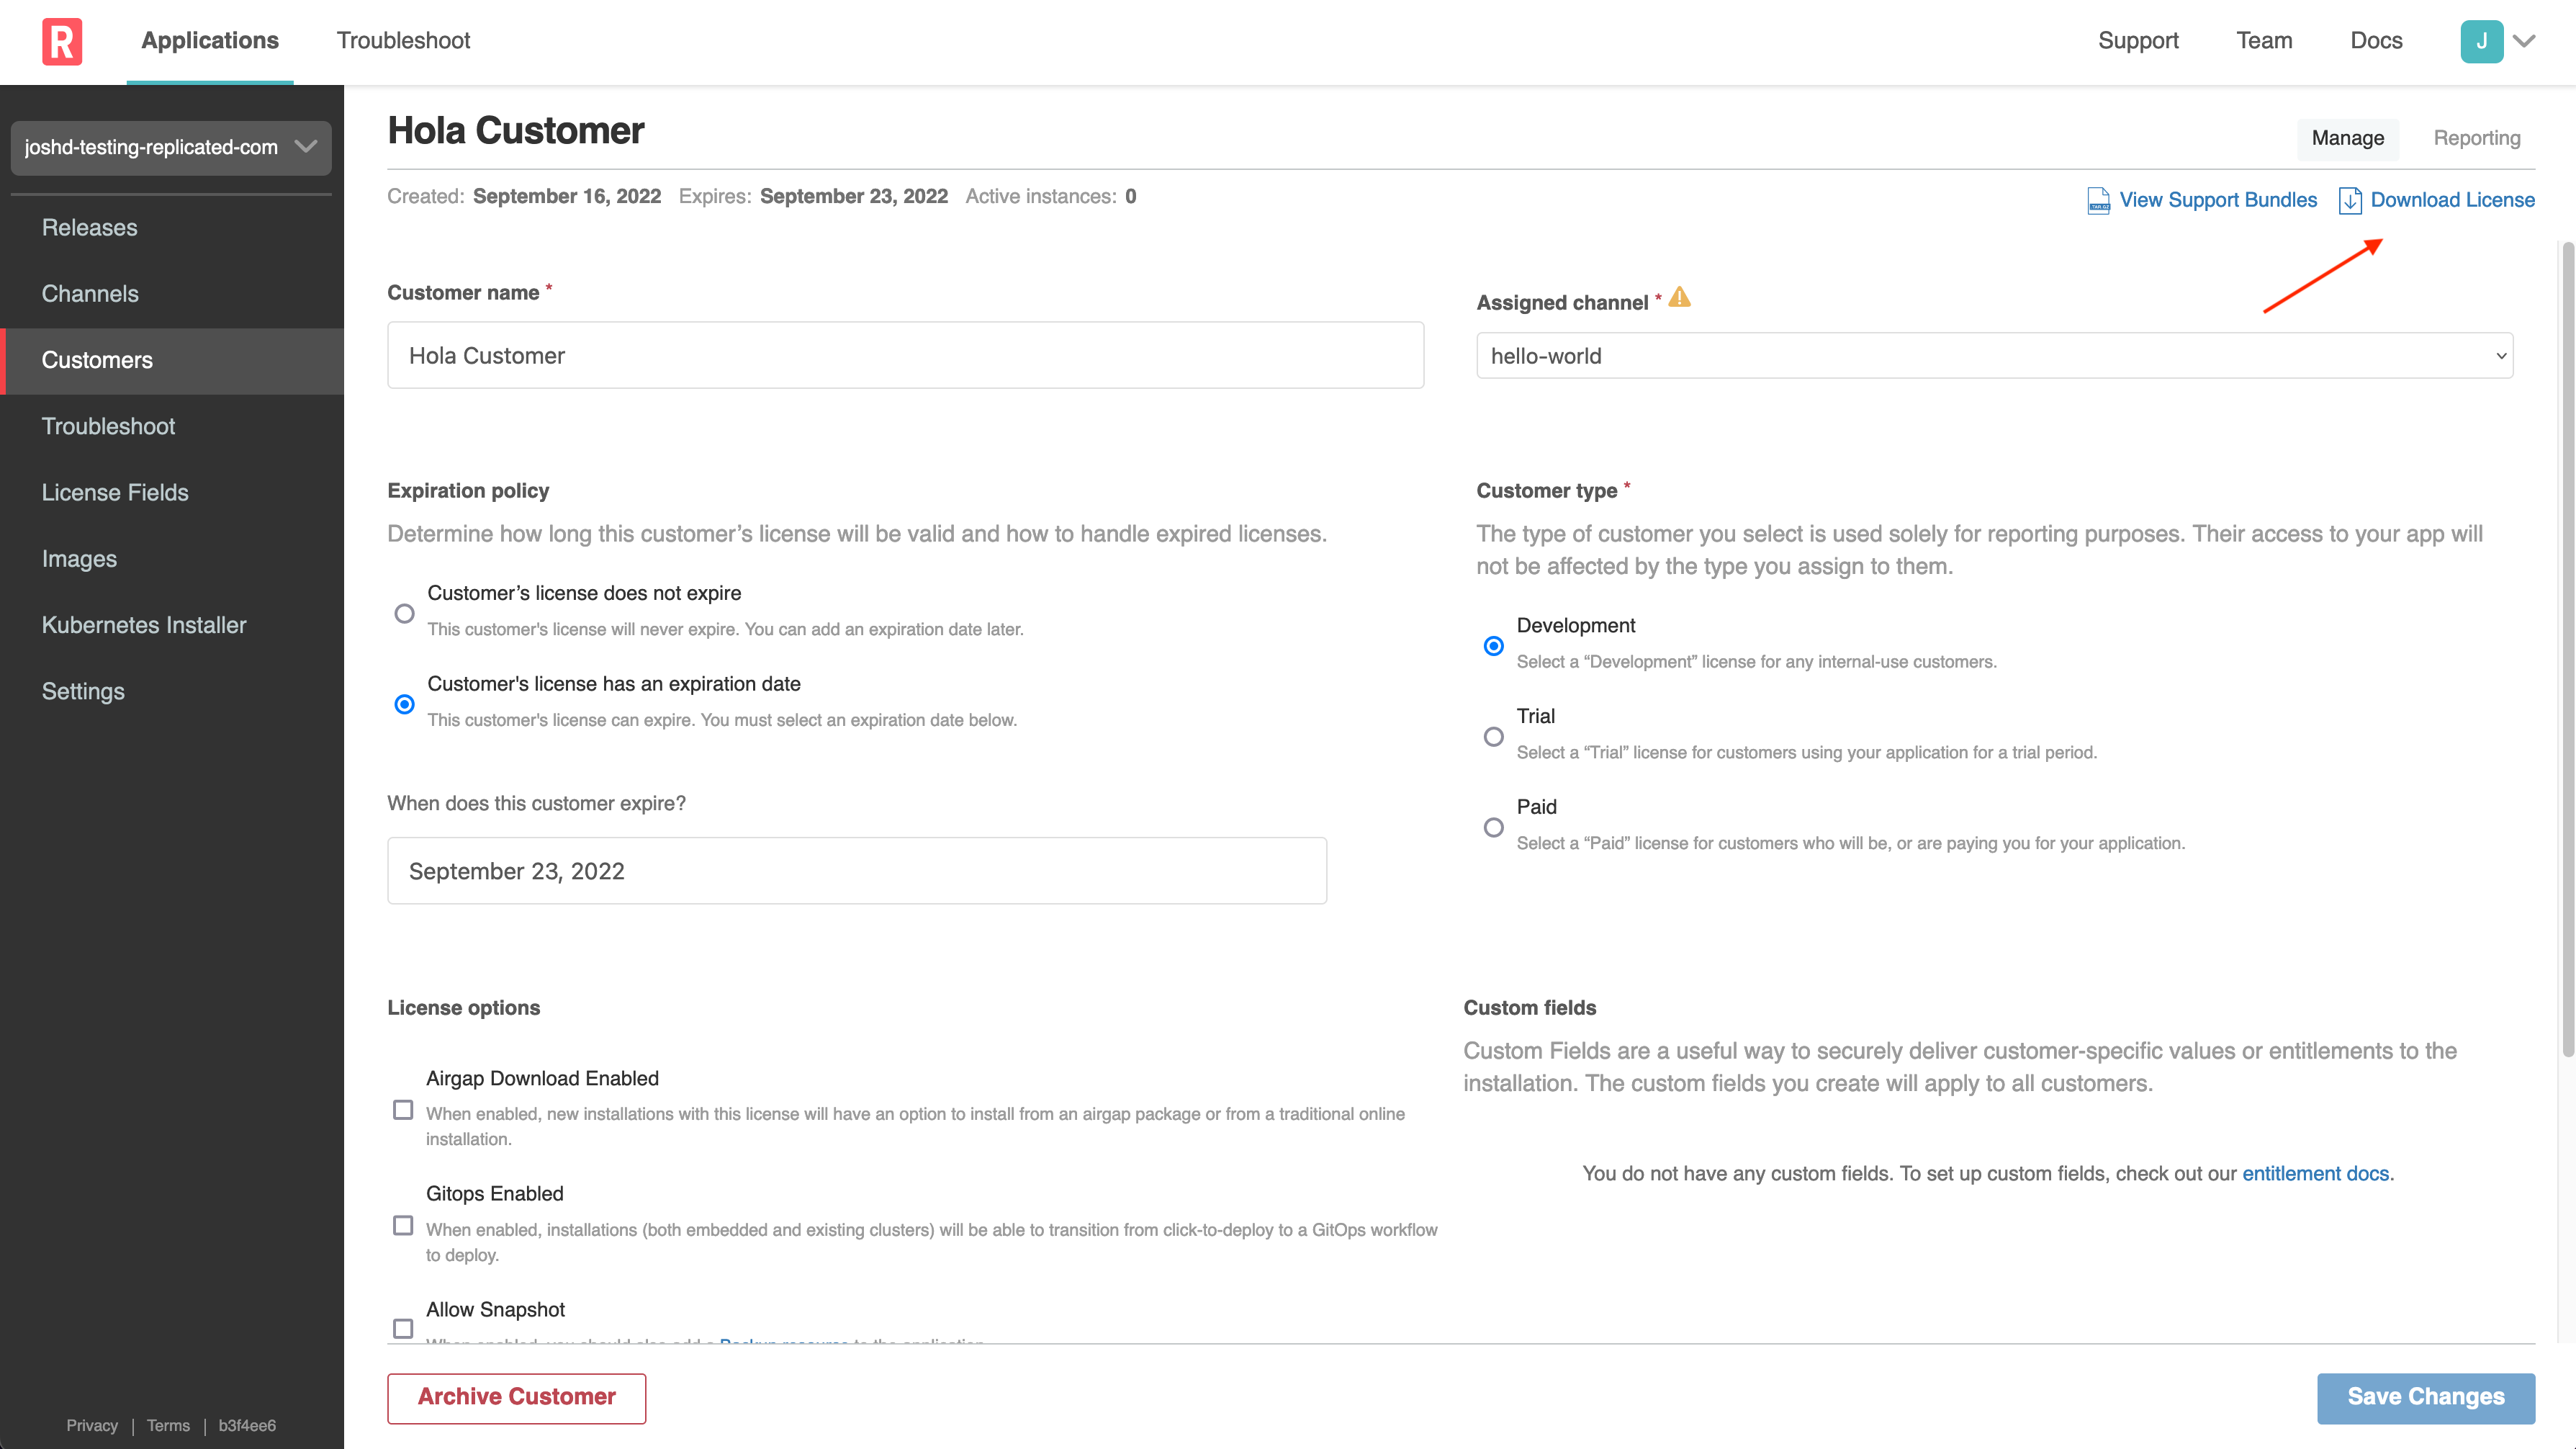 R
Applications
Troubleshoot
Support
Team
Docs
J
joshd-testing-replicated-com
Releases
Channels
Customers
Troubleshoot
License Fields
Images
Kubernetes Installer
Settings
Privacy | Terms | b3f4ee6
Hola Customer
Manage
Reporting
Created: September 16, 2022 Expires: September 23, 2022 Active instances: 0
View Support Bundles
Download License
Customer name *
Hola Customer
Assigned channel *
hello-world
Expiration policy
Determine how long this customer’s license will be valid and how to handle expired licenses.
Customer’s license does not expire
This customer's license will never expire. You can add an expiration date later.
Customer's license has an expiration date
This customer's license can expire. You must select an expiration date below.
When does this customer expire?
September 23, 2022
Customer type *
The type of customer you select is used solely for reporting purposes. Their access to your app will
not be affected by the type you assign to them.
Development
Select a “Development” license for any internal-use customers.
Trial
Select a “Trial” license for customers using your application for a trial period.
Paid
Select a “Paid” license for customers who will be, or are paying you for your application.
License options
Airgap Download Enabled
When enabled, new installations with this license will have an option to install from an airgap package or from a traditional online
installation.
Gitops Enabled
When enabled, installations (both embedded and existing clusters) will be able to transition from click-to-deploy to a GitOps workflow
to deploy.
Allow Snapshot
When enabled, you should also add a Backup resource to the application.
Custom fields
Custom Fields are a useful way to securely deliver customer-specific values or entitlements to the
installation. The custom fields you create will apply to all customers.
You do not have any custom fields. To set up custom fields, check out our entitlement docs.
Archive Customer
Save Changes